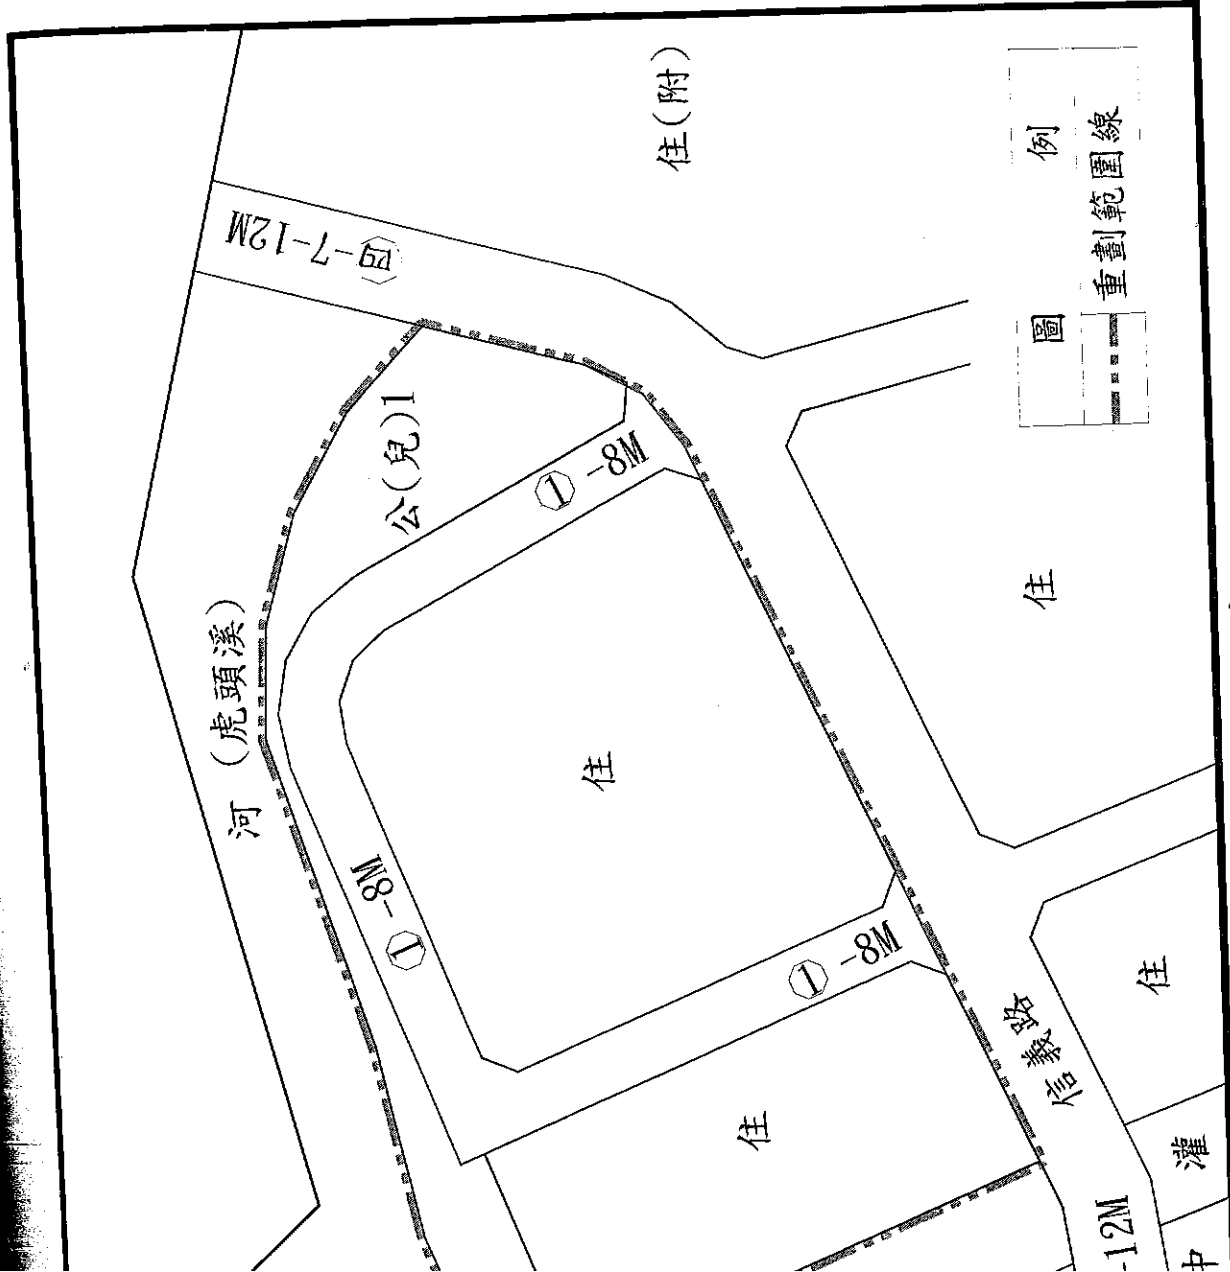 住(附)
圖例
重劃範圍線
㊃-7-12M
公(兒)1
①-8M
河(虎頭溪)
住
住
①-8M
①-8M
住
信義路
住
灌
-12M
中